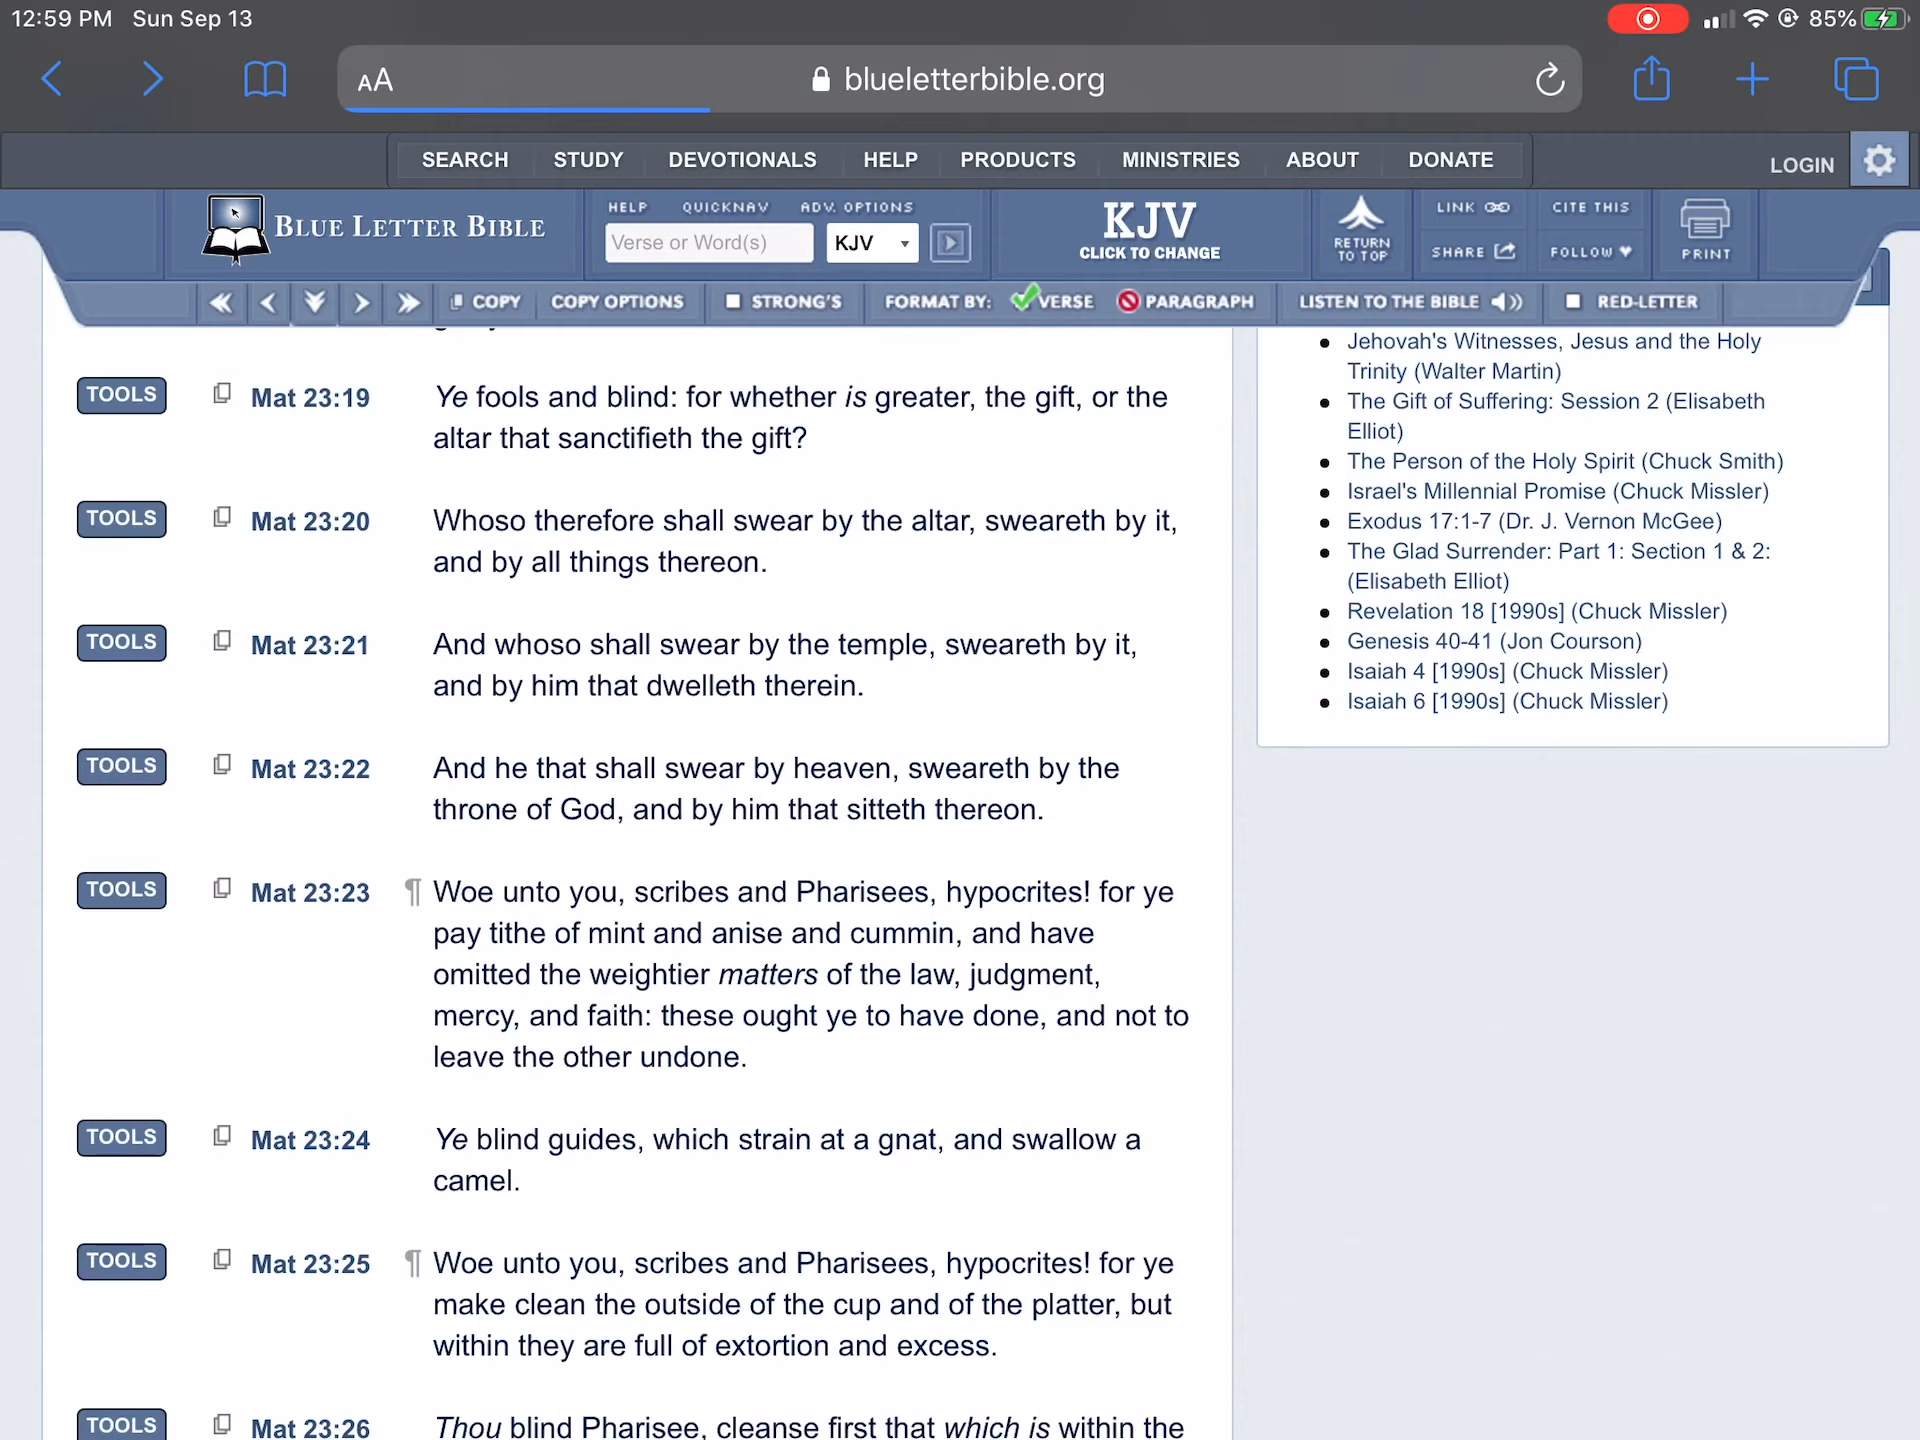 12:59 PM Sun Sep 13
85%
AA
blueletterbible.org
SEARCH STUDY DEVOTIONALS HELP PRODUCTS MINISTRIES ABOUT DONATE
LOGIN
BLUE LETTER BIBLE
HELP QUICKNAV ADV. OPTIONS
Verse or Word(s)
KJV
KJV
CLICK TO CHANGE
RETURN
TO TOP
LINK
CITE THIS
SHARE
FOLLOW
PRINT
COPY COPY OPTIONS STRONG'S FORMAT BY: VERSE PARAGRAPH LISTEN TO THE BIBLE RED-LETTER
TOOLS Mat 23:19 Ye fools and blind: for whether is greater, the gift, or the
altar that sanctifieth the gift?
TOOLS Mat 23:20 Whoso therefore shall swear by the altar, sweareth by it,
and by all things thereon.
TOOLS Mat 23:21 And whoso shall swear by the temple, sweareth by it,
and by him that dwelleth therein.
TOOLS Mat 23:22 And he that shall swear by heaven, sweareth by the
throne of God, and by him that sitteth thereon.
TOOLS Mat 23:23 ¶ Woe unto you, scribes and Pharisees, hypocrites! for ye
pay tithe of mint and anise and cummin, and have
omitted the weightier matters of the law, judgment,
mercy, and faith: these ought ye to have done, and not to
leave the other undone.
TOOLS Mat 23:24 Ye blind guides, which strain at a gnat, and swallow a
camel.
TOOLS Mat 23:25 ¶ Woe unto you, scribes and Pharisees, hypocrites! for ye
make clean the outside of the cup and of the platter, but
within they are full of extortion and excess.
TOOLS Mat 23:26 Thou blind Pharisee, cleanse first that which is within the
• Jehovah's Witnesses, Jesus and the Holy
Trinity (Walter Martin)
• The Gift of Suffering: Session 2 (Elisabeth
Elliot)
• The Person of the Holy Spirit (Chuck Smith)
• Israel's Millennial Promise (Chuck Missler)
• Exodus 17:1-7 (Dr. J. Vernon McGee)
• The Glad Surrender: Part 1: Section 1 & 2:
(Elisabeth Elliot)
• Revelation 18 [1990s] (Chuck Missler)
• Genesis 40-41 (Jon Courson)
• Isaiah 4 [1990s] (Chuck Missler)
• Isaiah 6 [1990s] (Chuck Missler)